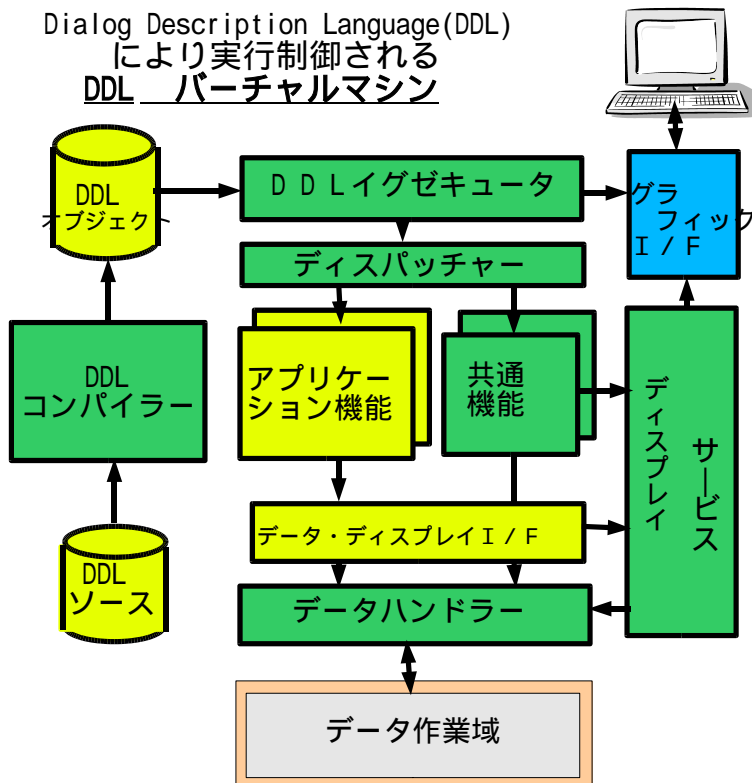 Dialog Description Language(DDL)
により実行制御される
DDL バーチャルマシン
DDL
オブジェクト
ＤＤＬイグゼキュータ
グラ
フィック
Ｉ/Ｆ
ディスパッチャー
DDL
コンパイラー
アプリケー
ション機能
共通
機能
ディスプレイ
サービス
データ・ディスプレイＩ/Ｆ
DDL
ソース
データハンドラー
データ作業域